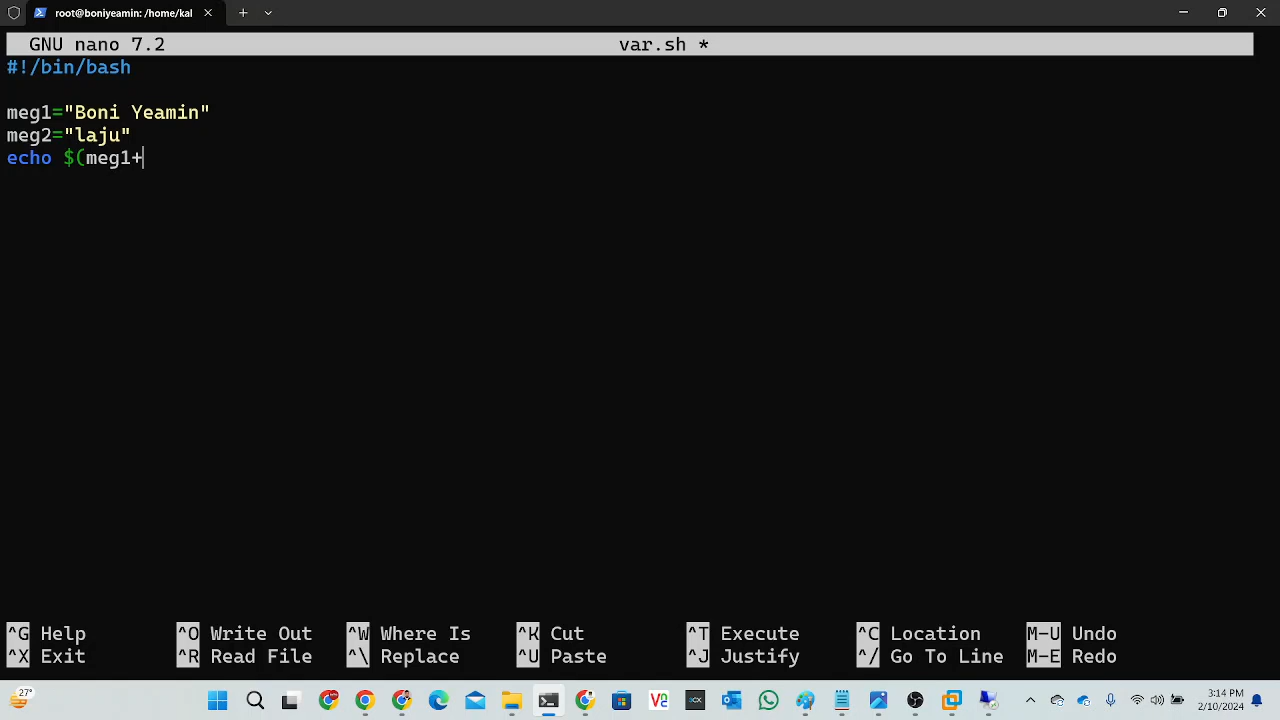 root@boniyeamin: /home/kal
GNU nano 7.2 var.sh *
#!/bin/bash
meg1="Boni Yeamin"
meg2="laju"
echo $(meg1+
^G Help ^O Write Out ^W Where Is ^K Cut ^T Execute ^C Location M-U Undo
^X Exit ^R Read File ^\ Replace ^U Paste ^J Justify ^/ Go To Line M-E Redo
27°
3:14 PM
2/10/2024